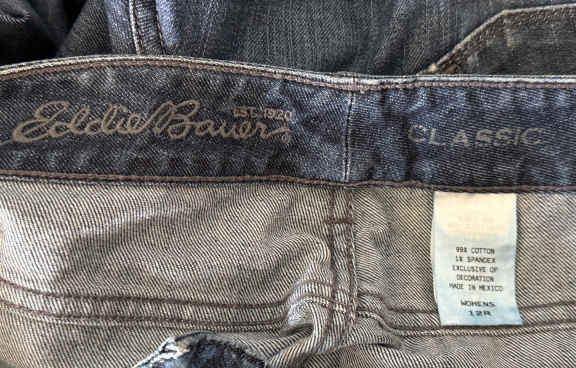 EST. 1920
Eddie Bauer®
CLASSIC
99% COTTON
1% SPANDEX
EXCLUSIVE OF
DECORATION
MADE IN MEXICO
WOMENS
12R